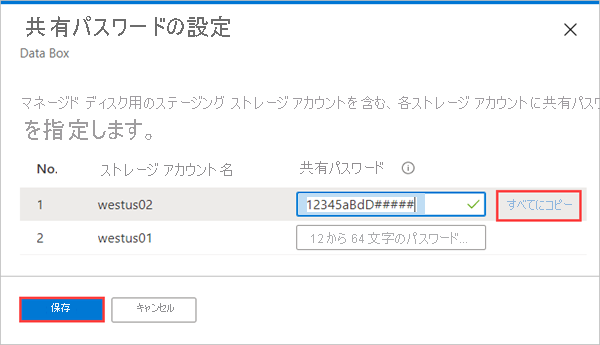 共有パスワードの設定
Data Box
マネージド ディスク用のステージング ストレージ アカウントを含む、各ストレージ アカウントに共有パスワ
を指定します。
No. ストレージ アカウント名 共有パスワード
1 westus02 12345aBdD##### すべてにコピー
2 westus01 12 から 64 文字のパスワード...
保存 キャンセル